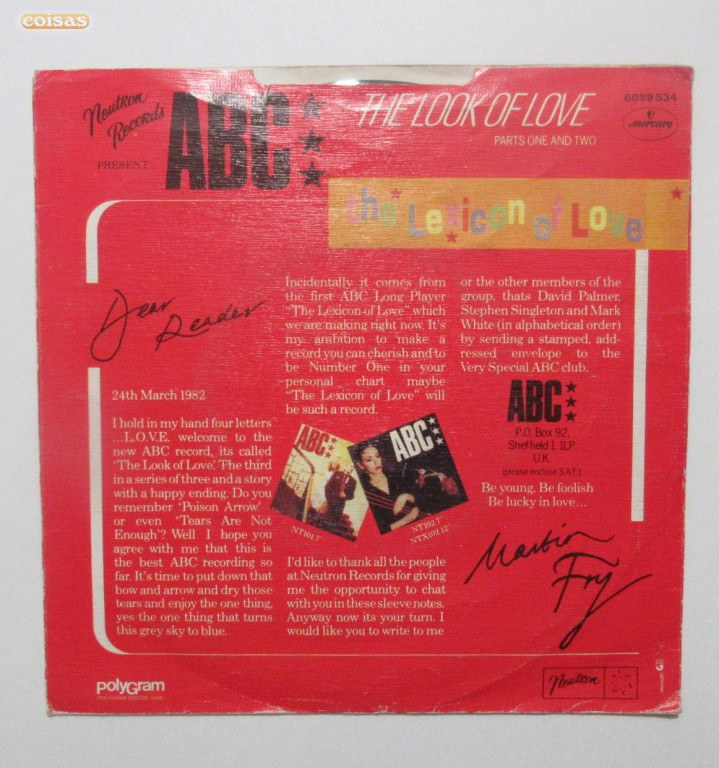 coisas
Neutron
Records
PRESENT:
ABC
THE LOOK OF LOVE
PARTS ONE AND TWO
6059 534
mercury
the Lexicon of Love
Dear
Reader
24th March 1982
I hold in my hand four letters
...L.O.V.E. welcome to the
new ABC record, its called
'The Look of Love'. The third
in a series of three and a story
with a happy ending. Do you
remember 'Poison Arrow'
or even 'Tears Are Not
Enough'? Well I hope you
agree with me that this is
the best ABC recording so
far. It's time to put down that
bow and arrow and dry those
tears and enjoy the one thing,
yes the one thing that turns
this grey sky to blue.
Incidentally it comes from
the first ABC Long Player
"The Lexicon of Love" which
we are making right now. It's
my ambition to make a
record you can cherish and to
be Number One in your
personal chart maybe
"The Lexicon of Love" will
be such a record.
ABC
ABC
NT101 7"
NT102 7"
NTX102 12"
I'd like to thank all the people
at Neutron Records for giving
me the opportunity to chat
with you in these sleeve notes.
Anyway now its your turn. I
would like you to write to me
or the other members of the
group, thats David Palmer,
Stephen Singleton and Mark
White (in alphabetical order)
by sending a stamped, add-
ressed envelope to the
Very Special ABC club.
ABC
P.O. Box 92,
Sheffield 1. 1LP.
U.K.
(please enclose S.A.E.)
Be young, Be foolish
Be lucky in love...
Martin
Fry
polyGram
Neutron